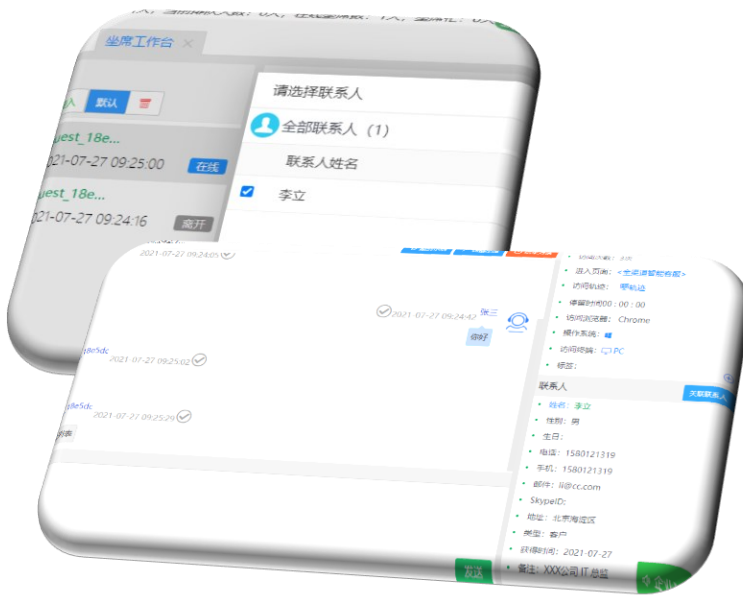 坐席工作台
默认
请选择联系人
全部联系人（1）
联系人姓名
李立
uest_18e...
021-07-27 09:25:00 在线
uest_18e...
021-07-27 09:24:16 离开
2021-07-27 09:24:05
2021-07-27 09:24:42 张三
你好
2021-07-27 09:25:02
2021-07-27 09:25:29
发送
进入页面：<全渠道智能客服>
访问轨迹：
停留时间00：00：00
访问浏览器：Chrome
操作系统：
访问终端：PC
标签：
联系人
关联联系人
姓名：李立
性别：男
生日：
电话：1580121319
手机：1580121319
邮件：li@cc.com
SkypeID:
地址：北京海淀区
类型：客户
获得时间：2021-07-27
备注：XXX公司 IT 总监